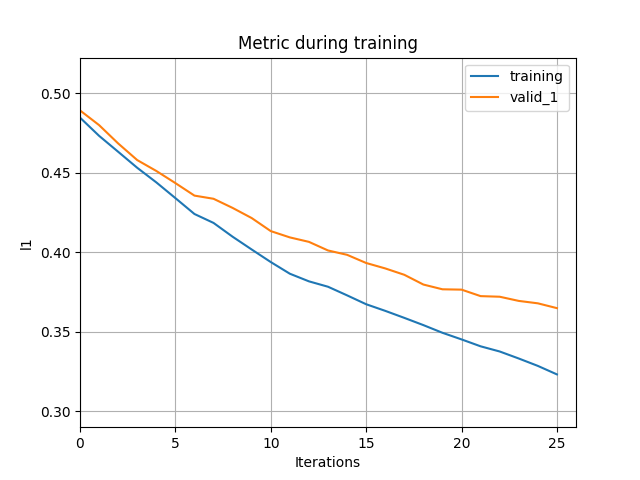 Metric during training
training
valid_1
0.50
0.45
0.40
0.35
0.30
l1
0 5 10 15 20 25
Iterations